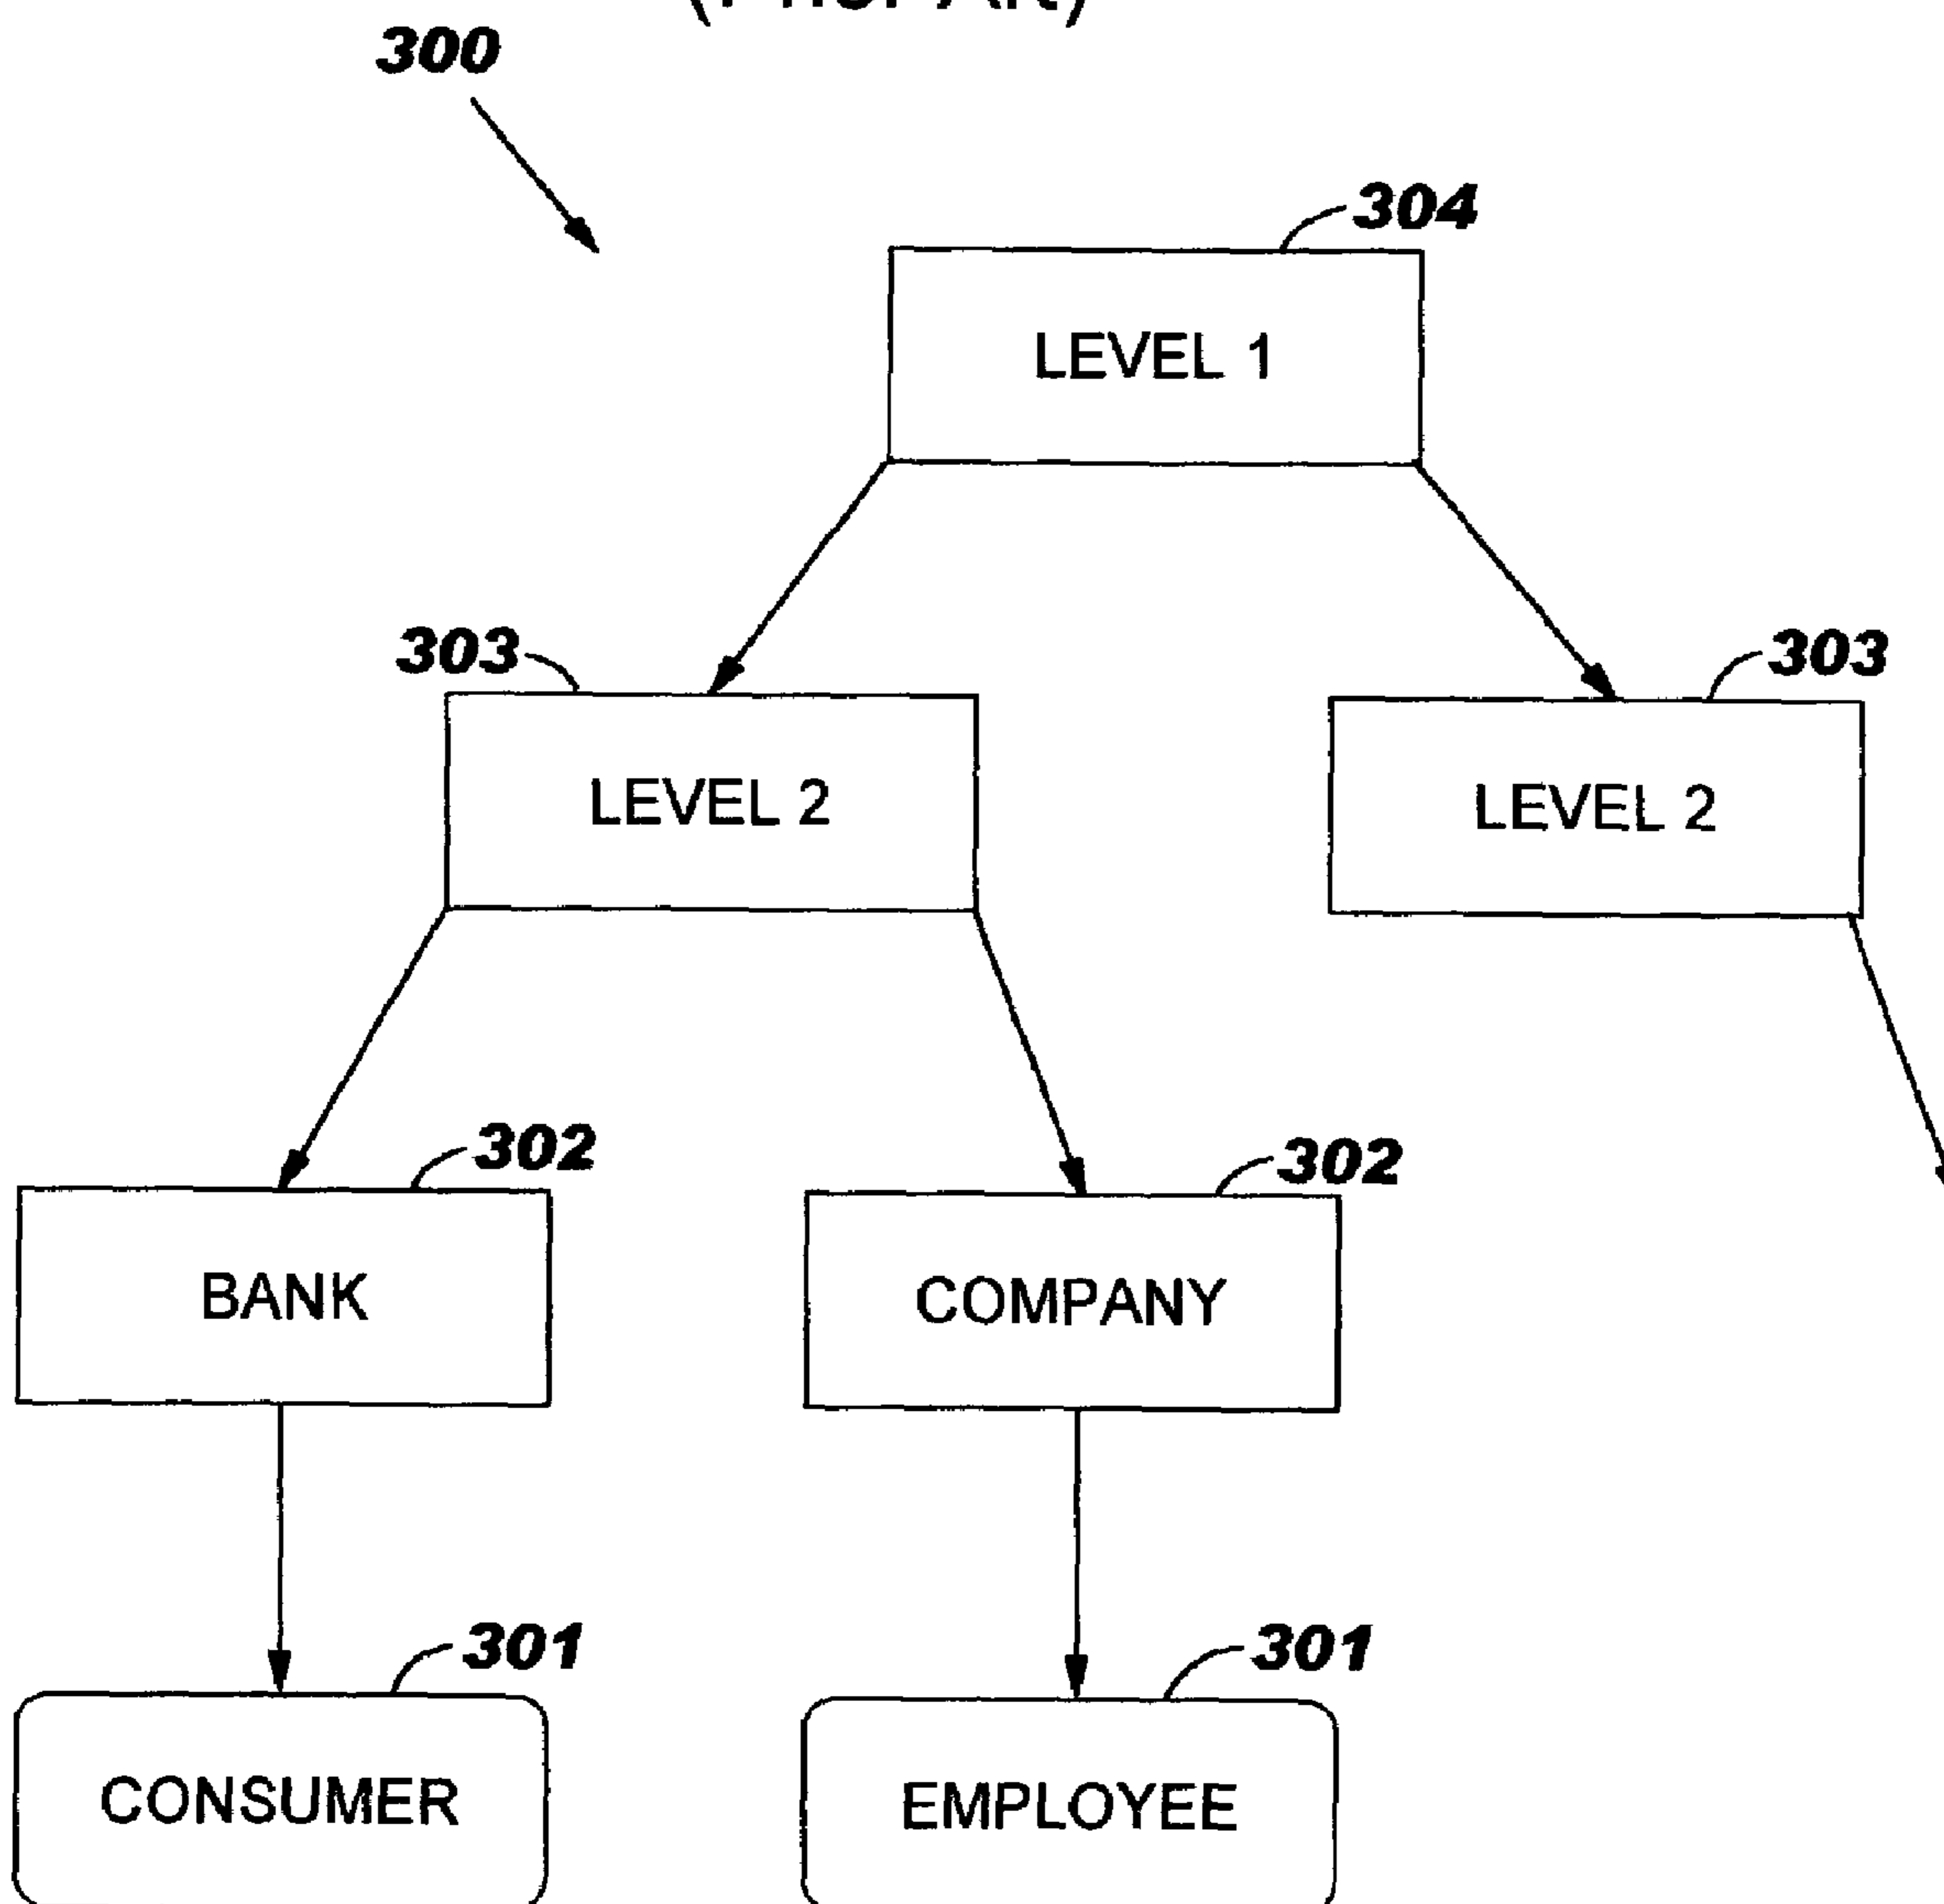 300
304
LEVEL 1
303
303
LEVEL 2
LEVEL 2
302
302
BANK
COMPANY
301
301
CONSUMER
EMPLOYEE